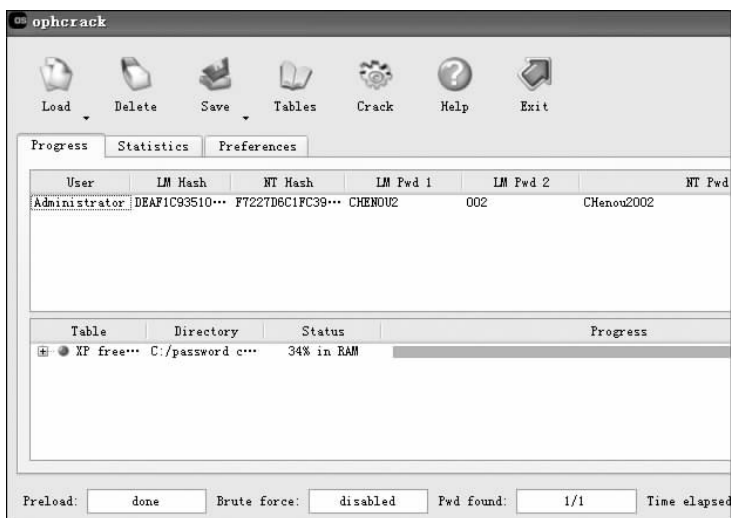 OS ophcrack
Load Delete Save Tables Crack Help Exit
Progress Statistics Preferences
User LM Hash NT Hash LM Pwd 1 LM Pwd 2 NT Pwd
Administrator DEAF1C93510... F7227D6C1FC39... CHENOU2 002 CHenou2002
Table Directory Status Progress
XP free... C:/password c... 34% in RAM
Preload: done Brute force: disabled Pwd found: 1/1 Time elapsed